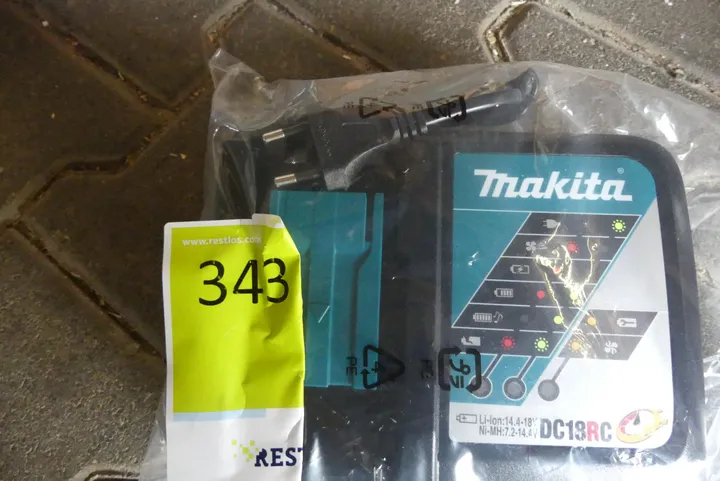 makita
www.restlos.com
343
4
PE
Li-ion:14.4-18V
Ni-MH:7.2-14.4V
DC18RC
REST